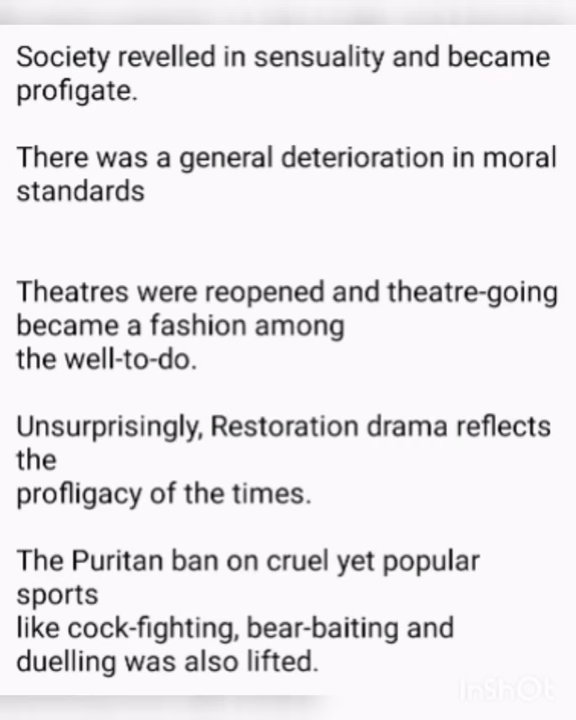 Society revelled in sensuality and became
profigate.
There was a general deterioration in moral
standards
Theatres were reopened and theatre-going
became a fashion among
the well-to-do.
Unsurprisingly, Restoration drama reflects
the
profligacy of the times.
The Puritan ban on cruel yet popular
sports
like cock-fighting, bear-baiting and
duelling was also lifted.
InShOt